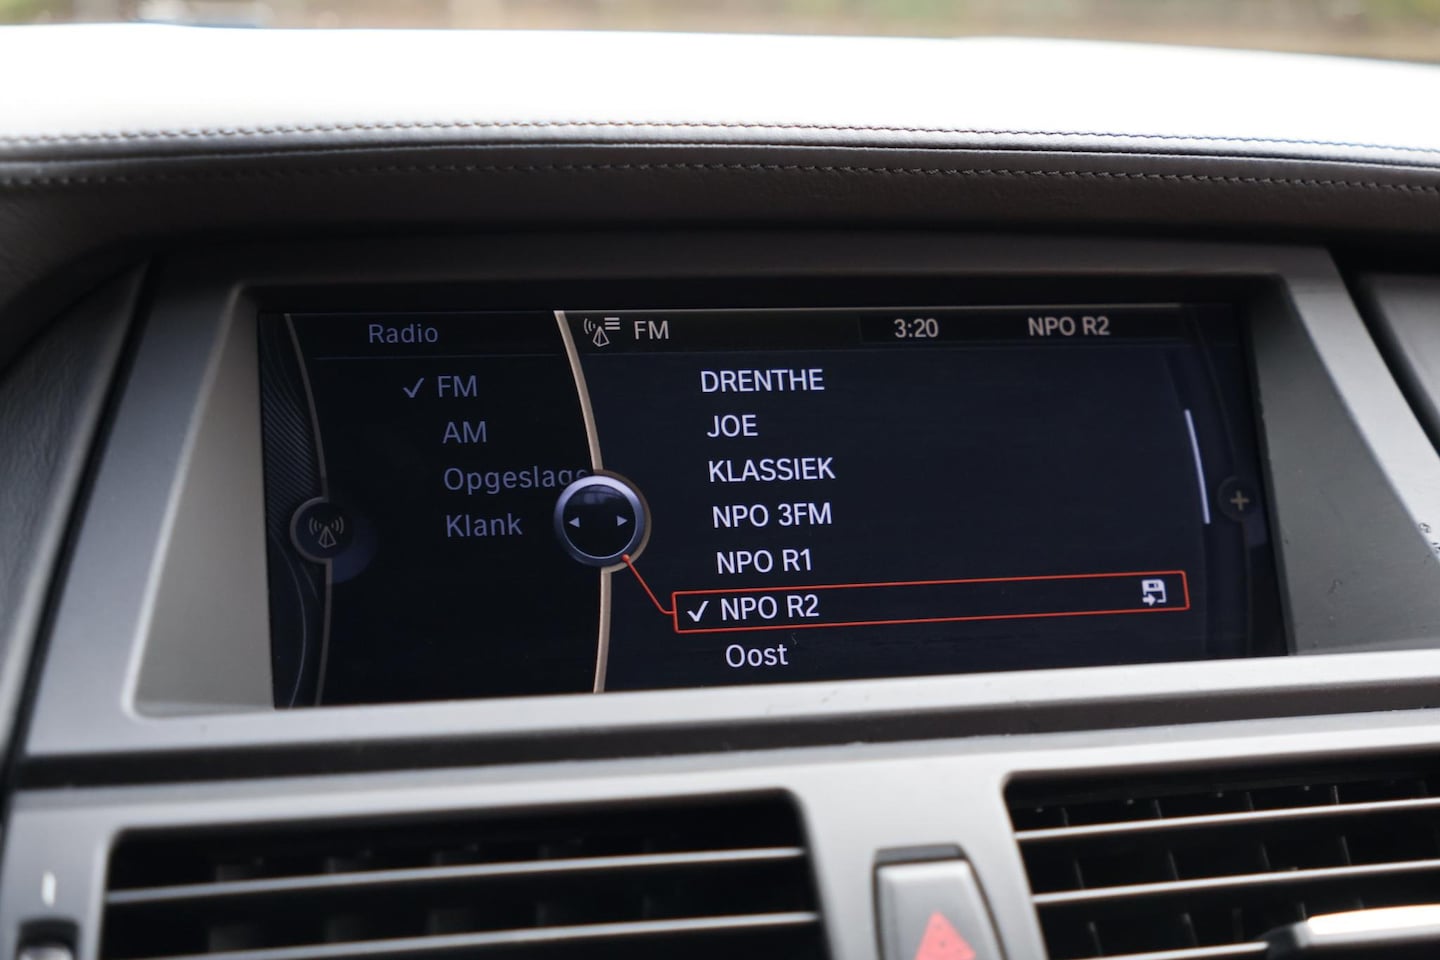 Radio
FM
AM
Opgeslage
Klank
FM 3:20 NPO R2
DRENTHE
JOE
KLASSIEK
NPO 3FM
NPO R1
NPO R2
Oost